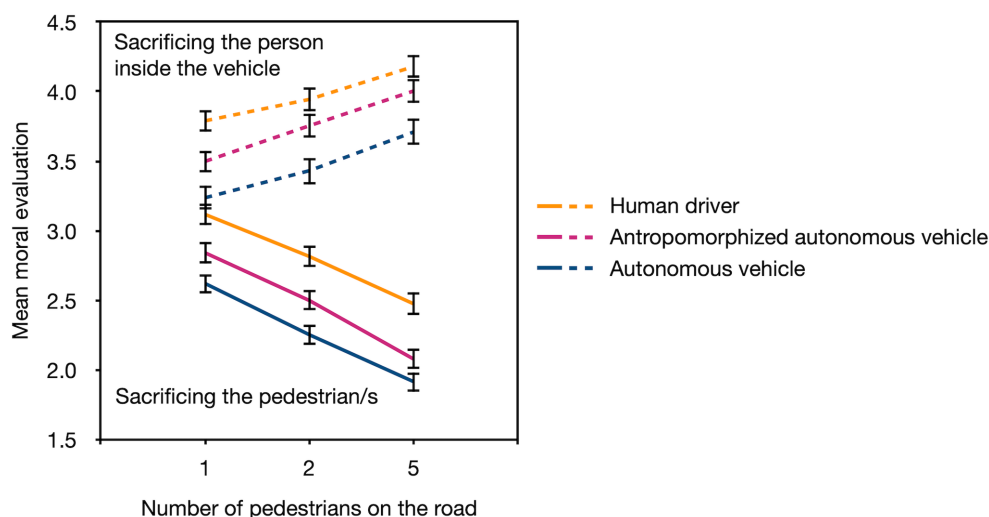 4.5
4.0
3.5
3.0
2.5
2.0
1.5
Mean moral evaluation
Sacrificing the person
inside the vehicle
Sacrificing the pedestrian/s
1 2 5
Number of pedestrians on the road
Human driver
Antropomorphized autonomous vehicle
Autonomous vehicle